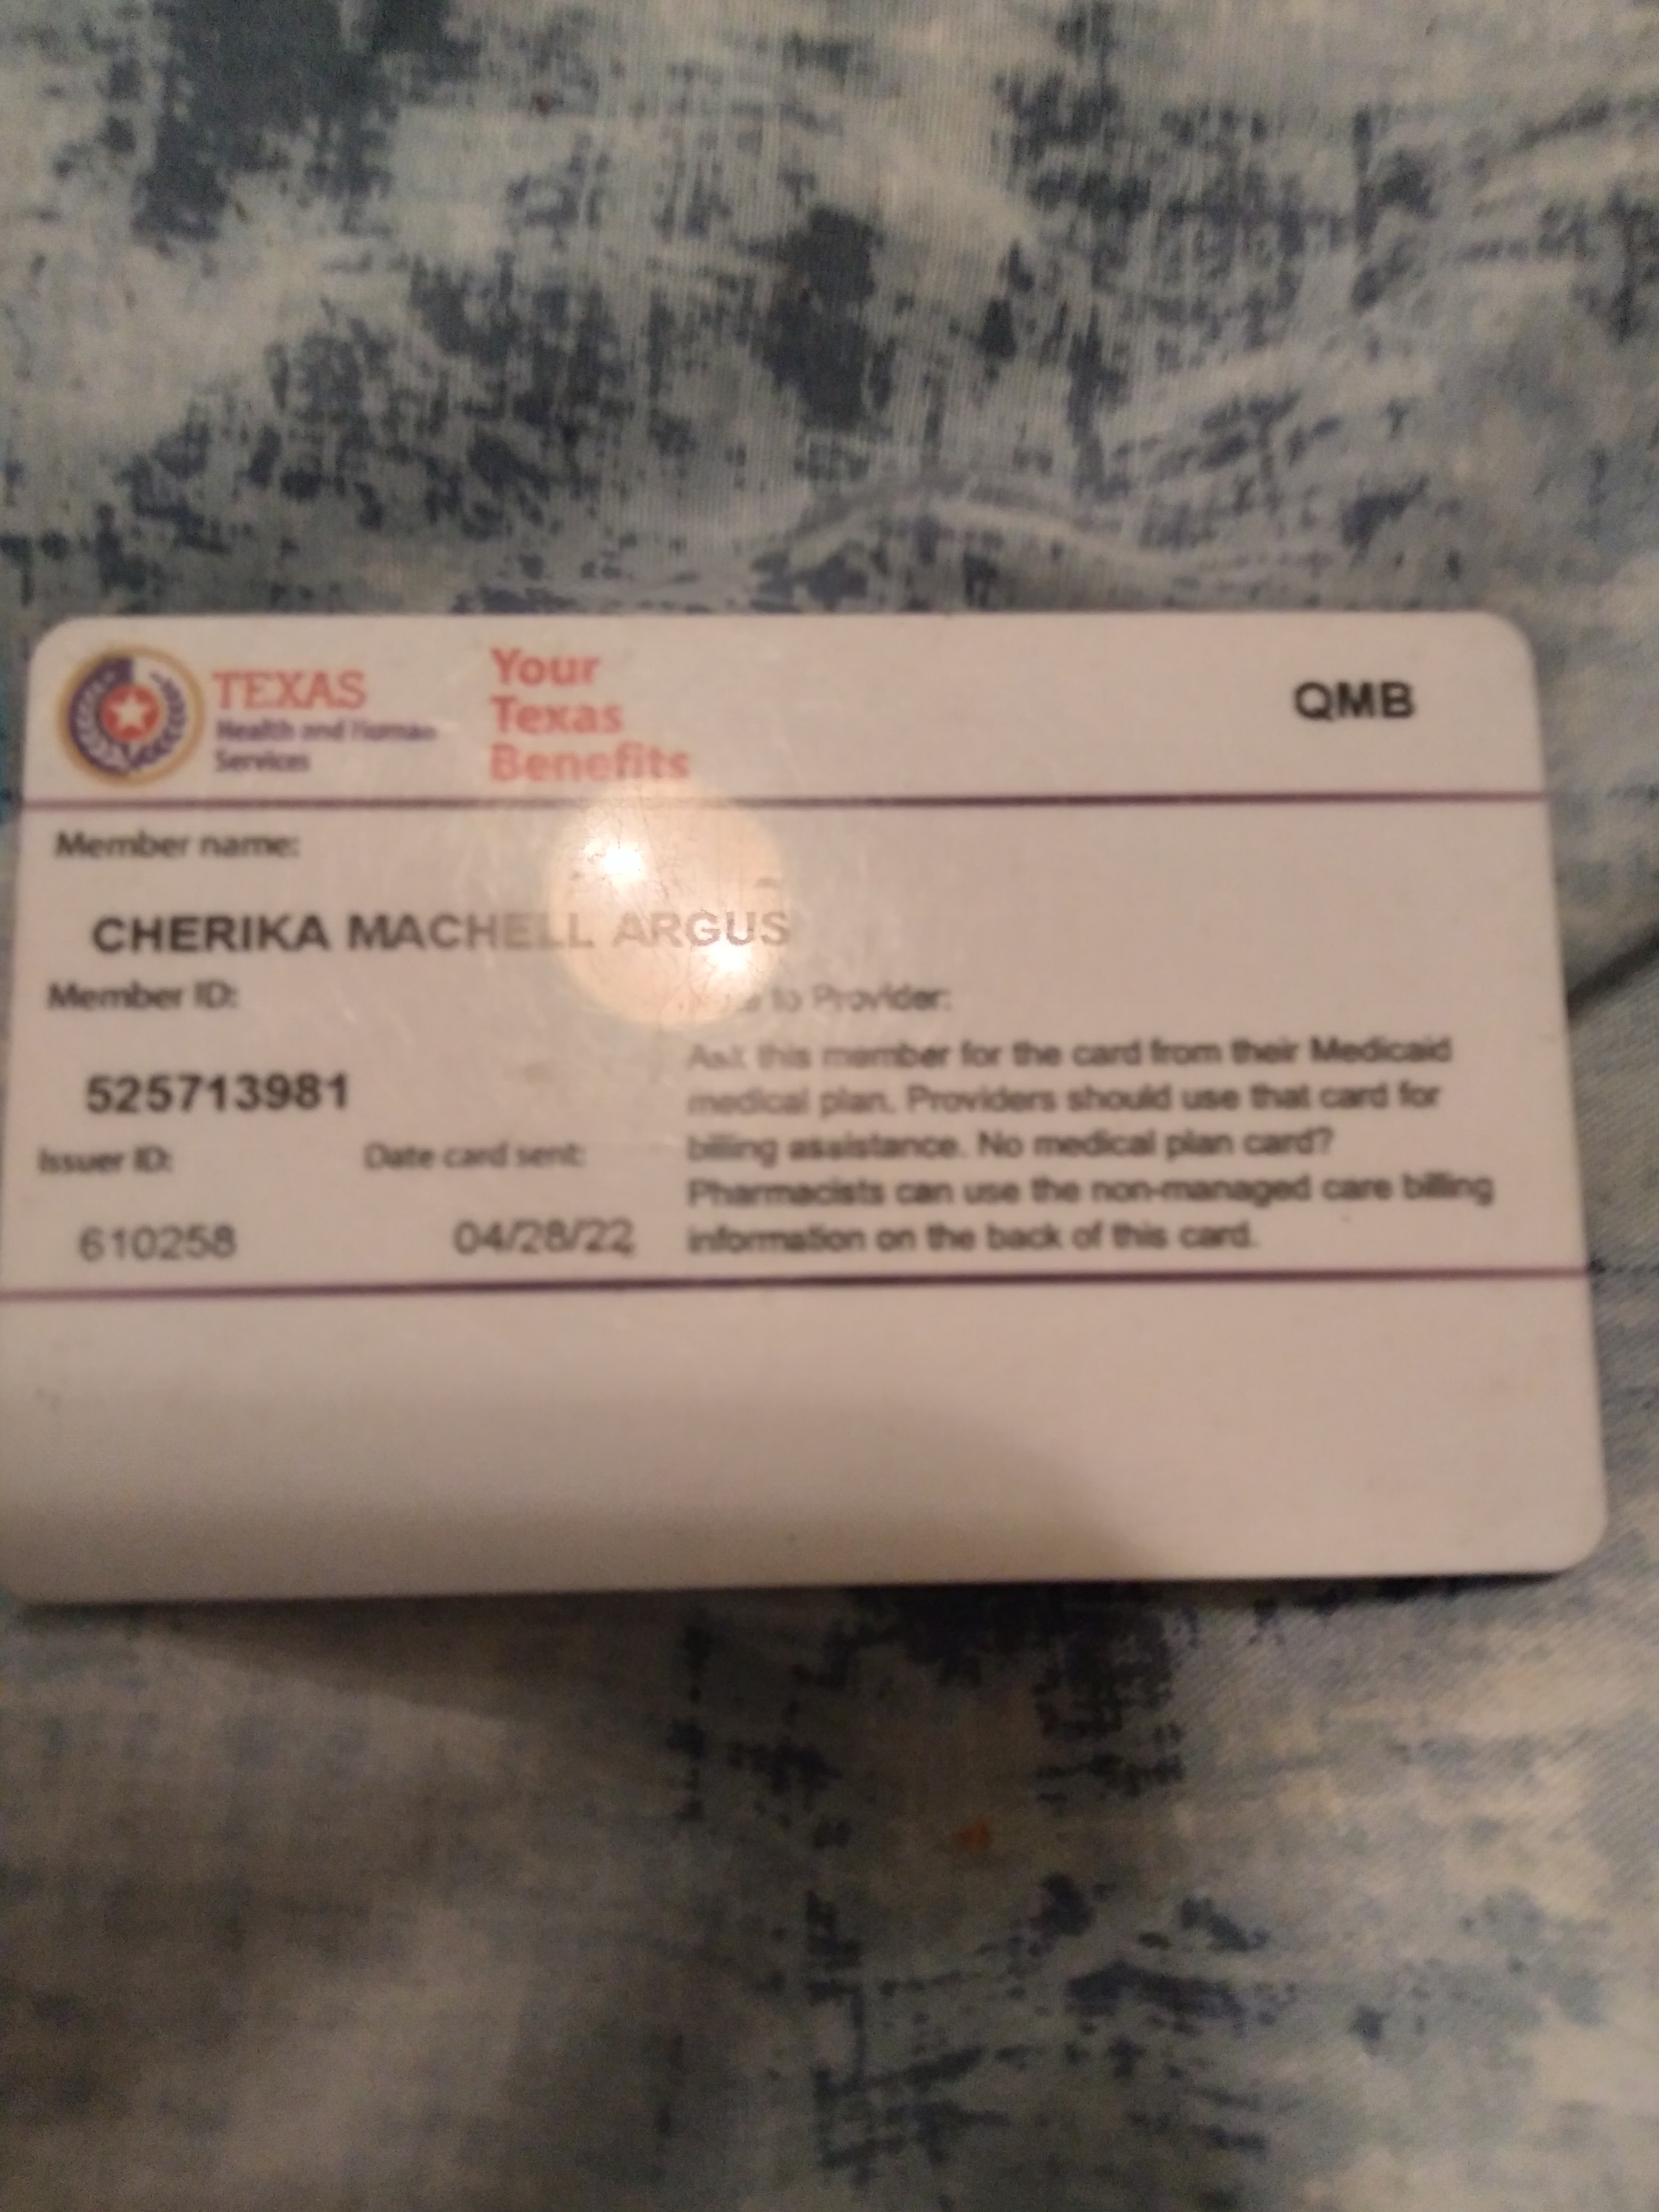 TEXAS
Health and Human
Services
Your
Texas
Benefits
QMB
Member name:
CHERIKA MACHELL ARGUS
Member ID:
525713981
Issuer ID:
610258
Date card sent:
04/28/22
to Provider:
Ask this member for the card from their Medicaid
medical plan. Providers should use that card for
billing assistance. No medical plan card?
Pharmacists can use the non-managed care billing
information on the back of this card.